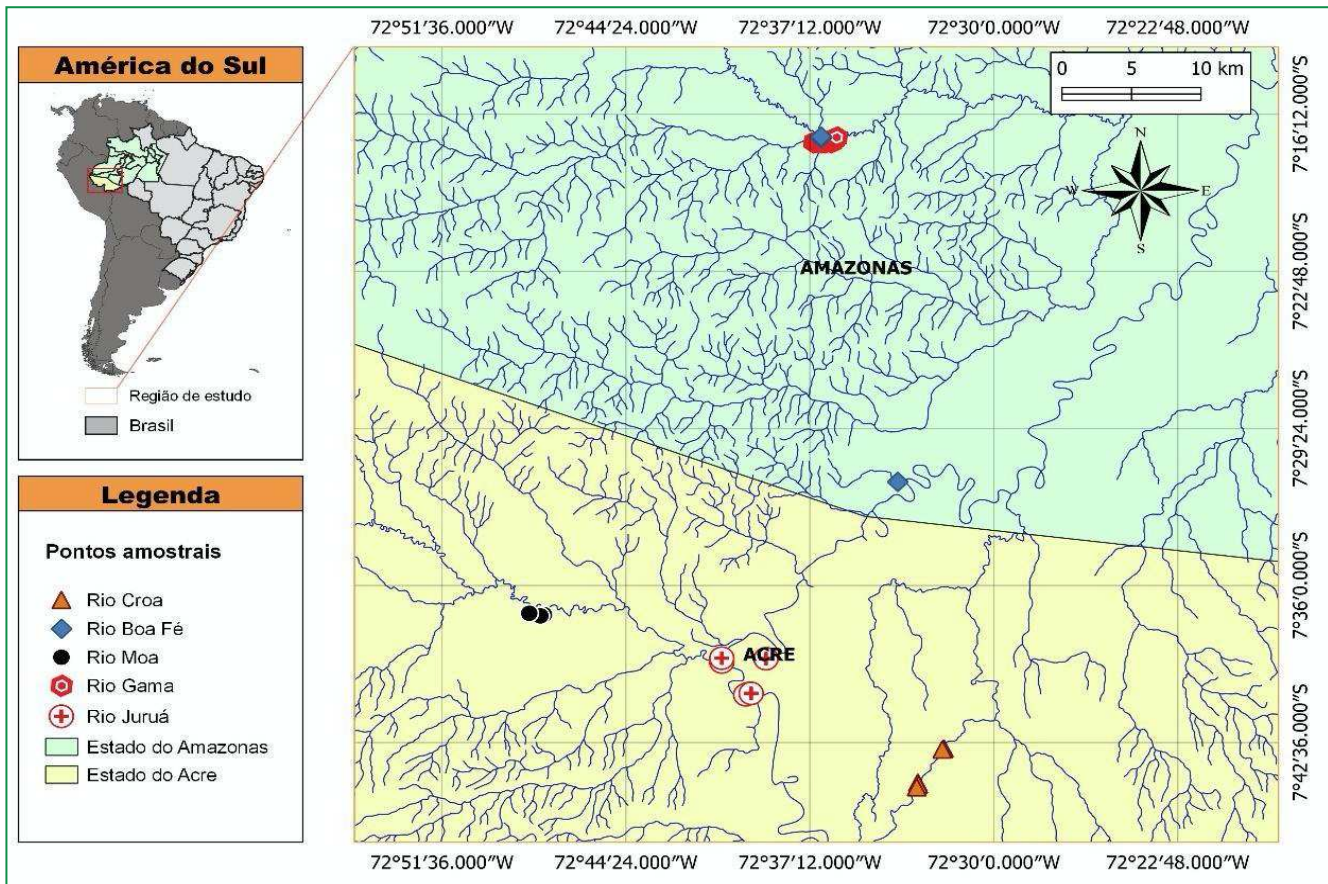 América do Sul
Região de estudo
Brasil
Legenda
Pontos amostrais
Rio Croa
Rio Boa Fé
Rio Moa
Rio Gama
Rio Juruá
Estado do Amazonas
Estado do Acre
72°51′36.000″W 72°44′24.000″W 72°37′12.000″W 72°30′0.000″W 72°22′48.000″W
0 5 10 km
N
W E
S
AMAZONAS
ACRE
7°16′12.000″S
7°22′48.000″S
7°29′24.000″S
7°36′0.000″S
7°42′36.000″S
72°51′36.000″W 72°44′24.000″W 72°37′12.000″W 72°30′0.000″W 72°22′48.000″W